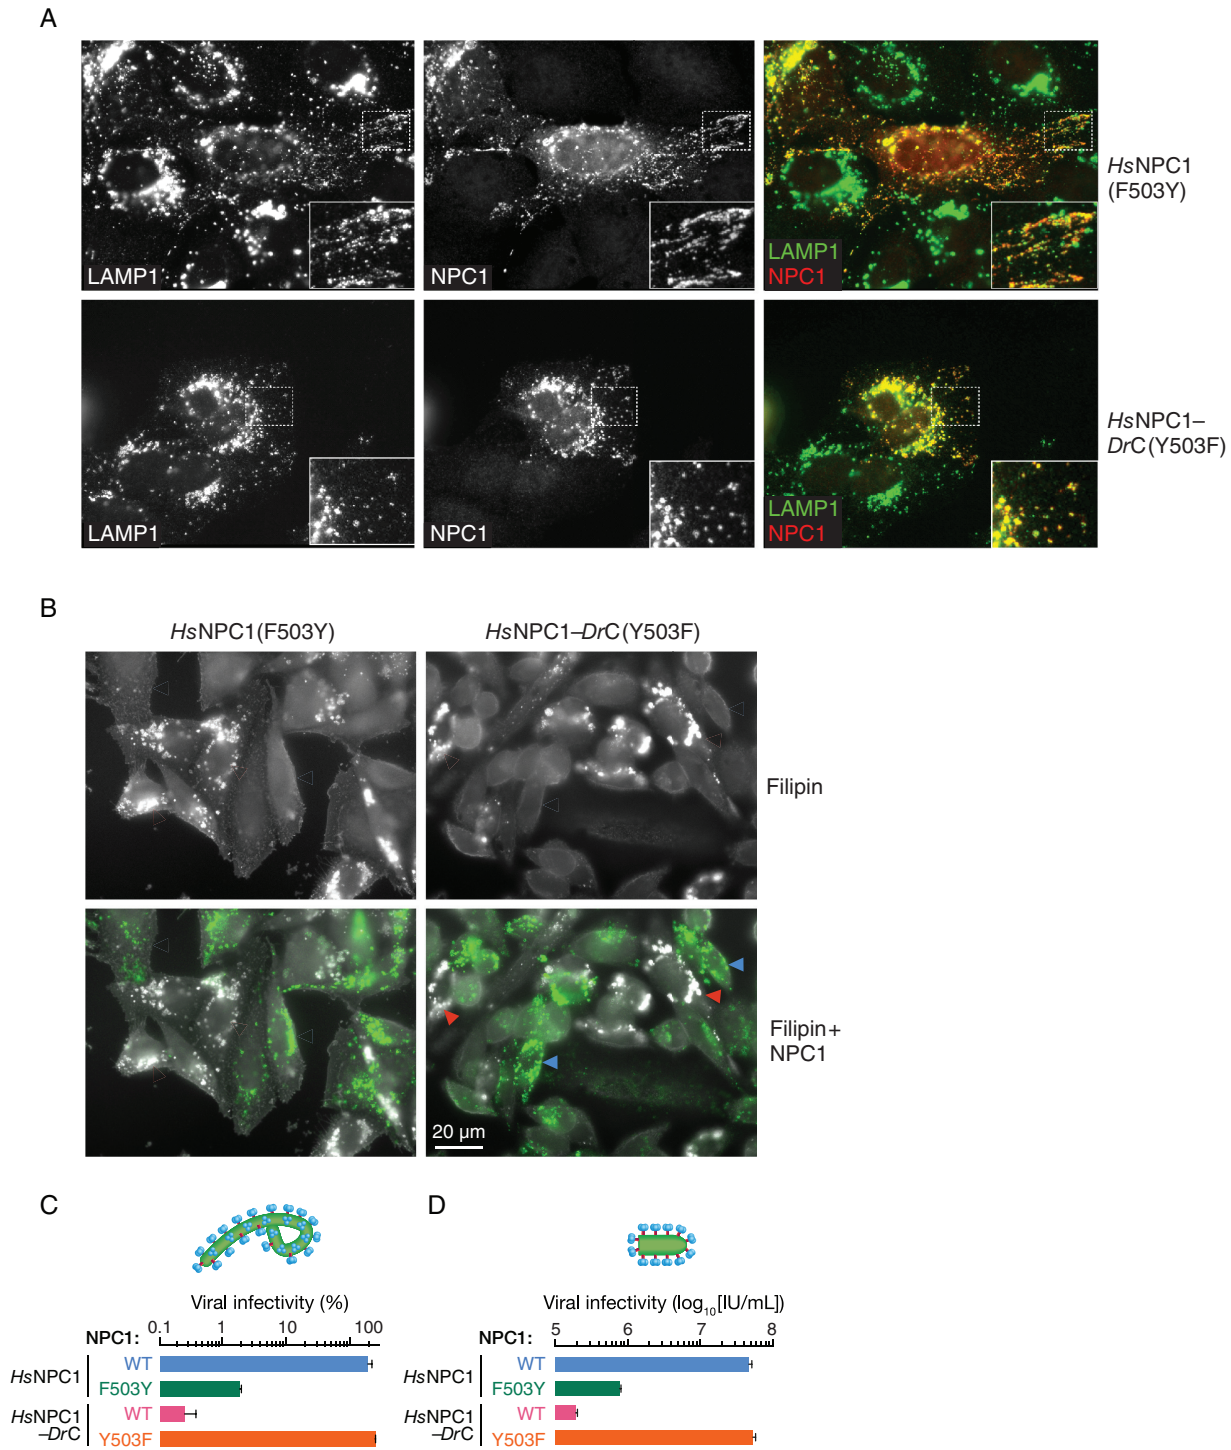 A
LAMP1
NPC1
LAMP1
NPC1
HsNPC1
(F503Y)
LAMP1
NPC1
LAMP1
NPC1
HsNPC1–
DrC(Y503F)
B
HsNPC1(F503Y)
HsNPC1–DrC(Y503F)
Filipin
20 μm
Filipin+
NPC1
C
Viral infectivity (%)
NPC1:
0.1 1 10 100
HsNPC1
WT
F503Y
HsNPC1
–DrC
WT
Y503F
D
Viral infectivity (log10[IU/mL])
NPC1:
5 6 7 8
HsNPC1
WT
F503Y
HsNPC1
–DrC
WT
Y503F